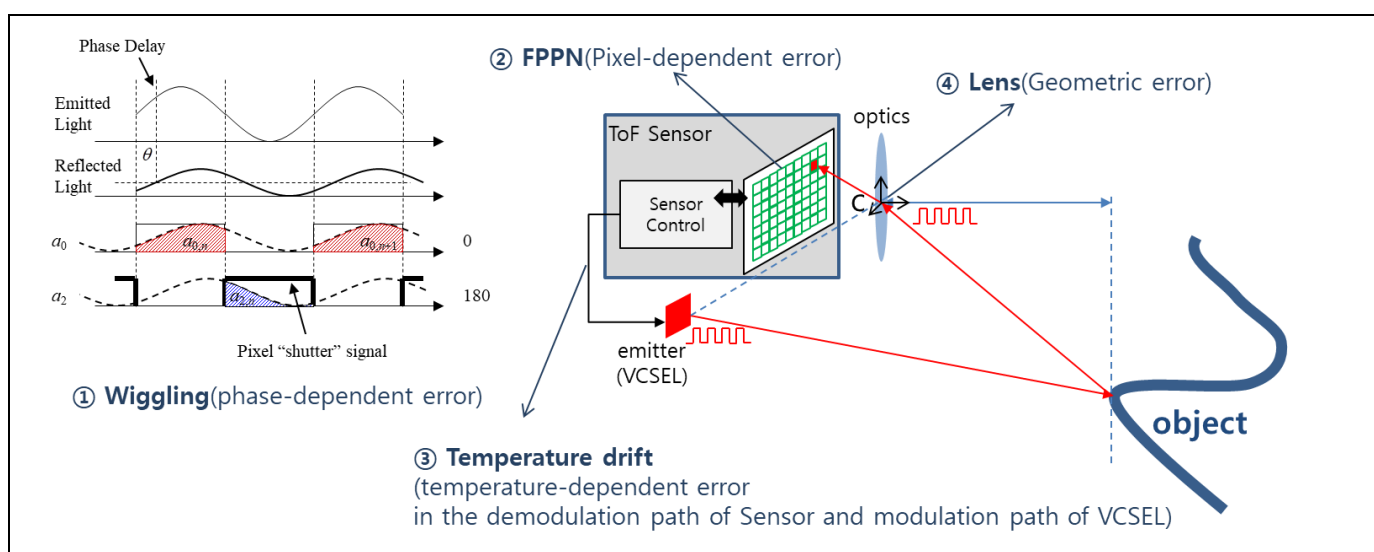 Phase Delay
Emitted
Light
θ
Reflected
Light
a0
a0,n
a0,n+1
0
a2
a2,n
180
Pixel “shutter” signal
① Wiggling(phase-dependent error)
② FPPN(Pixel-dependent error)
④ Lens(Geometric error)
optics
ToF Sensor
Sensor
Control
C
emitter
(VCSEL)
object
③ Temperature drift
(temperature-dependent error
in the demodulation path of Sensor and modulation path of VCSEL)